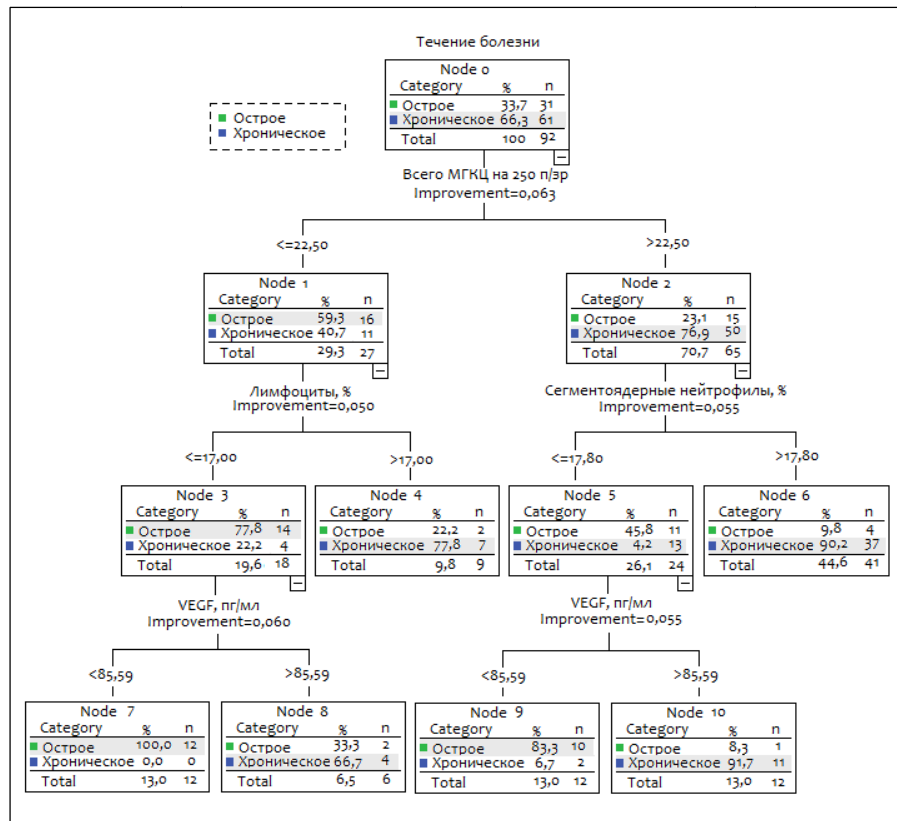 Течение болезни
Node 0
Category % n
Острое 33,7 31
Хроническое 66,3 61
Total 100 92
Острое
Хроническое
Всего МГКЦ на 250 п/зр
Improvement=0,063
<=22,50 >22,50
Node 1
Category % n
Острое 59,3 16
Хроническое 40,7 11
Total 29,3 27
Node 2
Category % n
Острое 23,1 15
Хроническое 76,9 50
Total 70,7 65
Лимфоциты, %
Improvement=0,050
Сегментоядерные нейтрофилы, %
Improvement=0,055
<=17,00 >17,00 <=17,80 >17,80
Node 3
Category % n
Острое 77,8 14
Хроническое 22,2 4
Total 19,6 18
Node 4
Category % n
Острое 22,2 2
Хроническое 77,8 7
Total 9,8 9
Node 5
Category % n
Острое 45,8 11
Хроническое 4,2 13
Total 26,1 24
Node 6
Category % n
Острое 9,8 4
Хроническое 90,2 37
Total 44,6 41
VEGF, пг/мл
Improvement=0,060
VEGF, пг/мл
Improvement=0,055
<85,59 >85,59 <85,59 >85,59
Node 7
Category % n
Острое 100,0 12
Хроническое 0,0 0
Total 13,0 12
Node 8
Category % n
Острое 33,3 2
Хроническое 66,7 4
Total 6,5 6
Node 9
Category % n
Острое 83,3 10
Хроническое 6,7 2
Total 13,0 12
Node 10
Category % n
Острое 8,3 1
Хроническое 91,7 11
Total 13,0 12